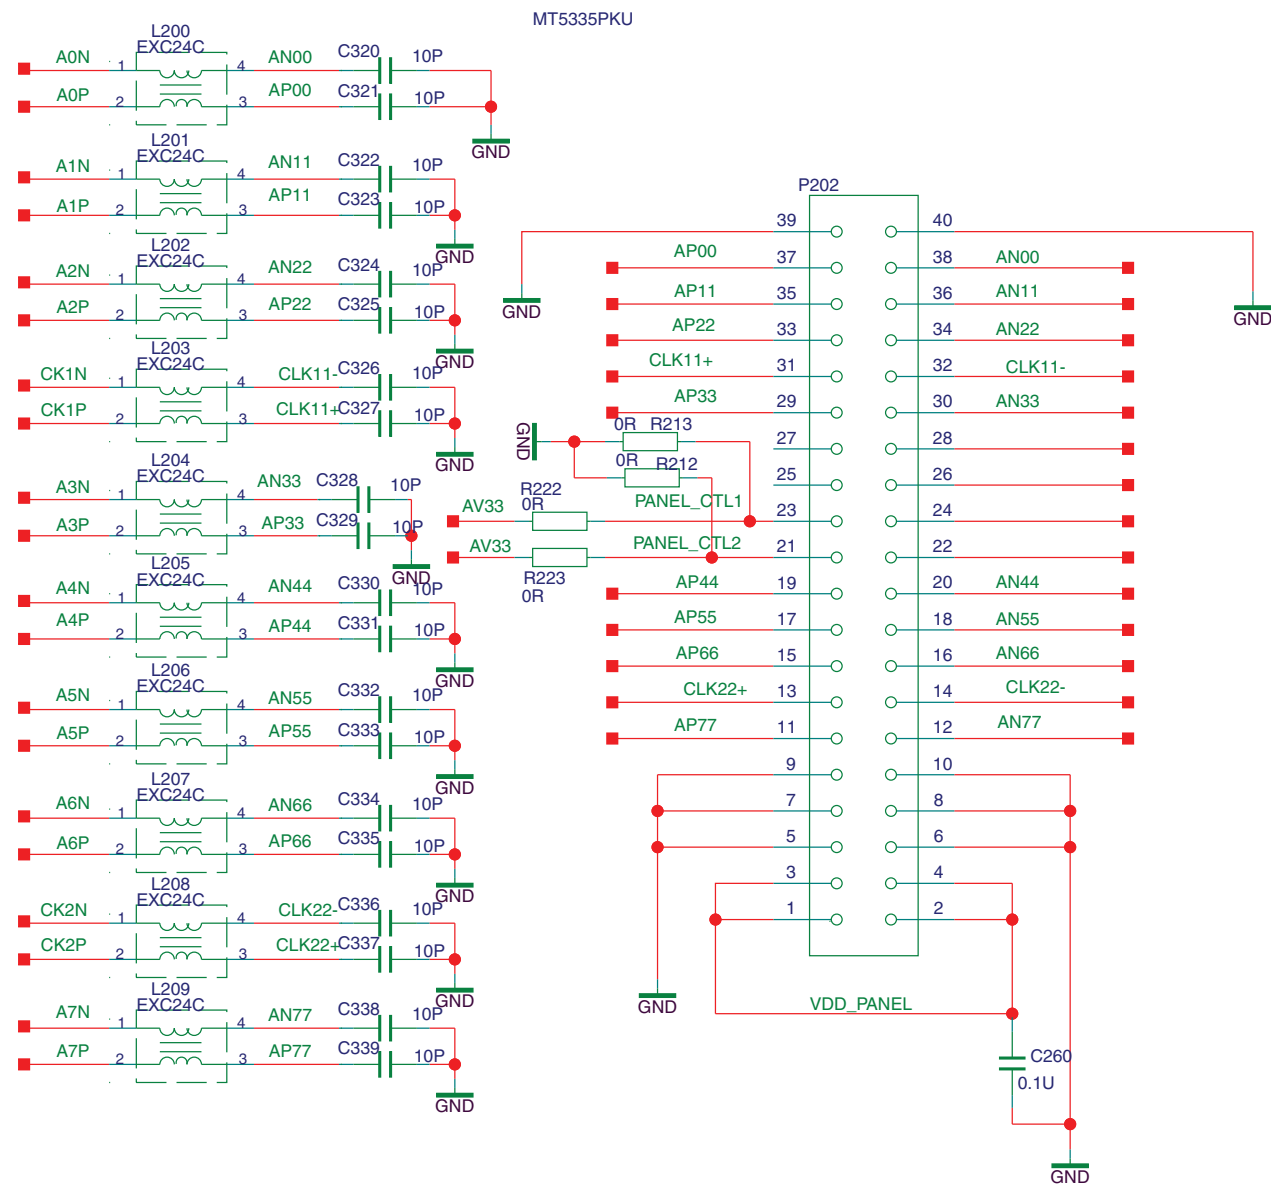 MT5335PKU
L200
EXC24C
A0N 1 4 AN00 C320 10P
A0P 2 3 AP00 C321 10P
GND
L201
EXC24C
A1N 1 4 AN11 C322 10P
A1P 2 3 AP11 C323 10P
GND
L202
EXC24C
A2N 1 4 AN22 C324 10P
A2P 2 3 AP22 C325 10P
GND
L203
EXC24C
CK1N 1 4 CLK11- C326 10P
CK1P 2 3 CLK11+ C327 10P
GND
L204
EXC24C
A3N 1 4 AN33 C328 10P
A3P 2 3 AP33 C329 10P
GND
L205
EXC24C
A4N 1 4 AN44 C330 10P
A4P 2 3 AP44 C331 10P
GND
L206
EXC24C
A5N 1 4 AN55 C332 10P
A5P 2 3 AP55 C333 10P
GND
L207
EXC24C
A6N 1 4 AN66 C334 10P
A6P 2 3 AP66 C335 10P
GND
L208
EXC24C
CK2N 1 4 CLK22- C336 10P
CK2P 2 3 CLK22+ C337 10P
GND
L209
EXC24C
A7N 1 4 AN77 C338 10P
A7P 2 3 AP77 C339 10P
GND
P202
39 40
AP00 37 38 AN00
GND
AP11 35 36 AN11
GND
AP22 33 34 AN22
CLK11+ 31 32 CLK11-
AP33 29 30 AN33
GND 0R R213 27 28
0R R212 25 26
R222
0R
AV33 PANEL_CTL1 23 24
AV33 PANEL_CTL2 21 22
R223
0R
AP44 19 20 AN44
AP55 17 18 AN55
AP66 15 16 AN66
CLK22+ 13 14 CLK22-
AP77 11 12 AN77
9 10
7 8
5 6
3 4
1 2
GND
VDD_PANEL
C260
0.1U
GND